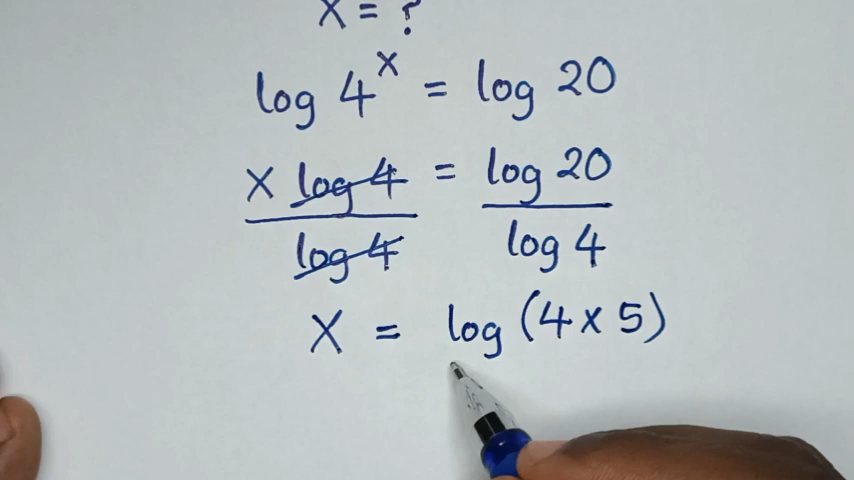 x = ?
log 4^x = log 20
x log 4 = log 20
log 4 log 4
x = log (4 x 5)